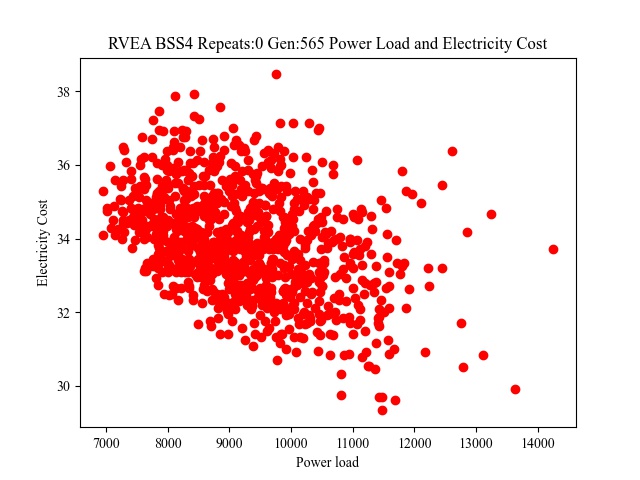 RVEA BSS4 Repeats:0 Gen:565 Power Load and Electricity Cost
38
36
34
32
30
Electricity Cost
7000 8000 9000 10000 11000 12000 13000 14000
Power load